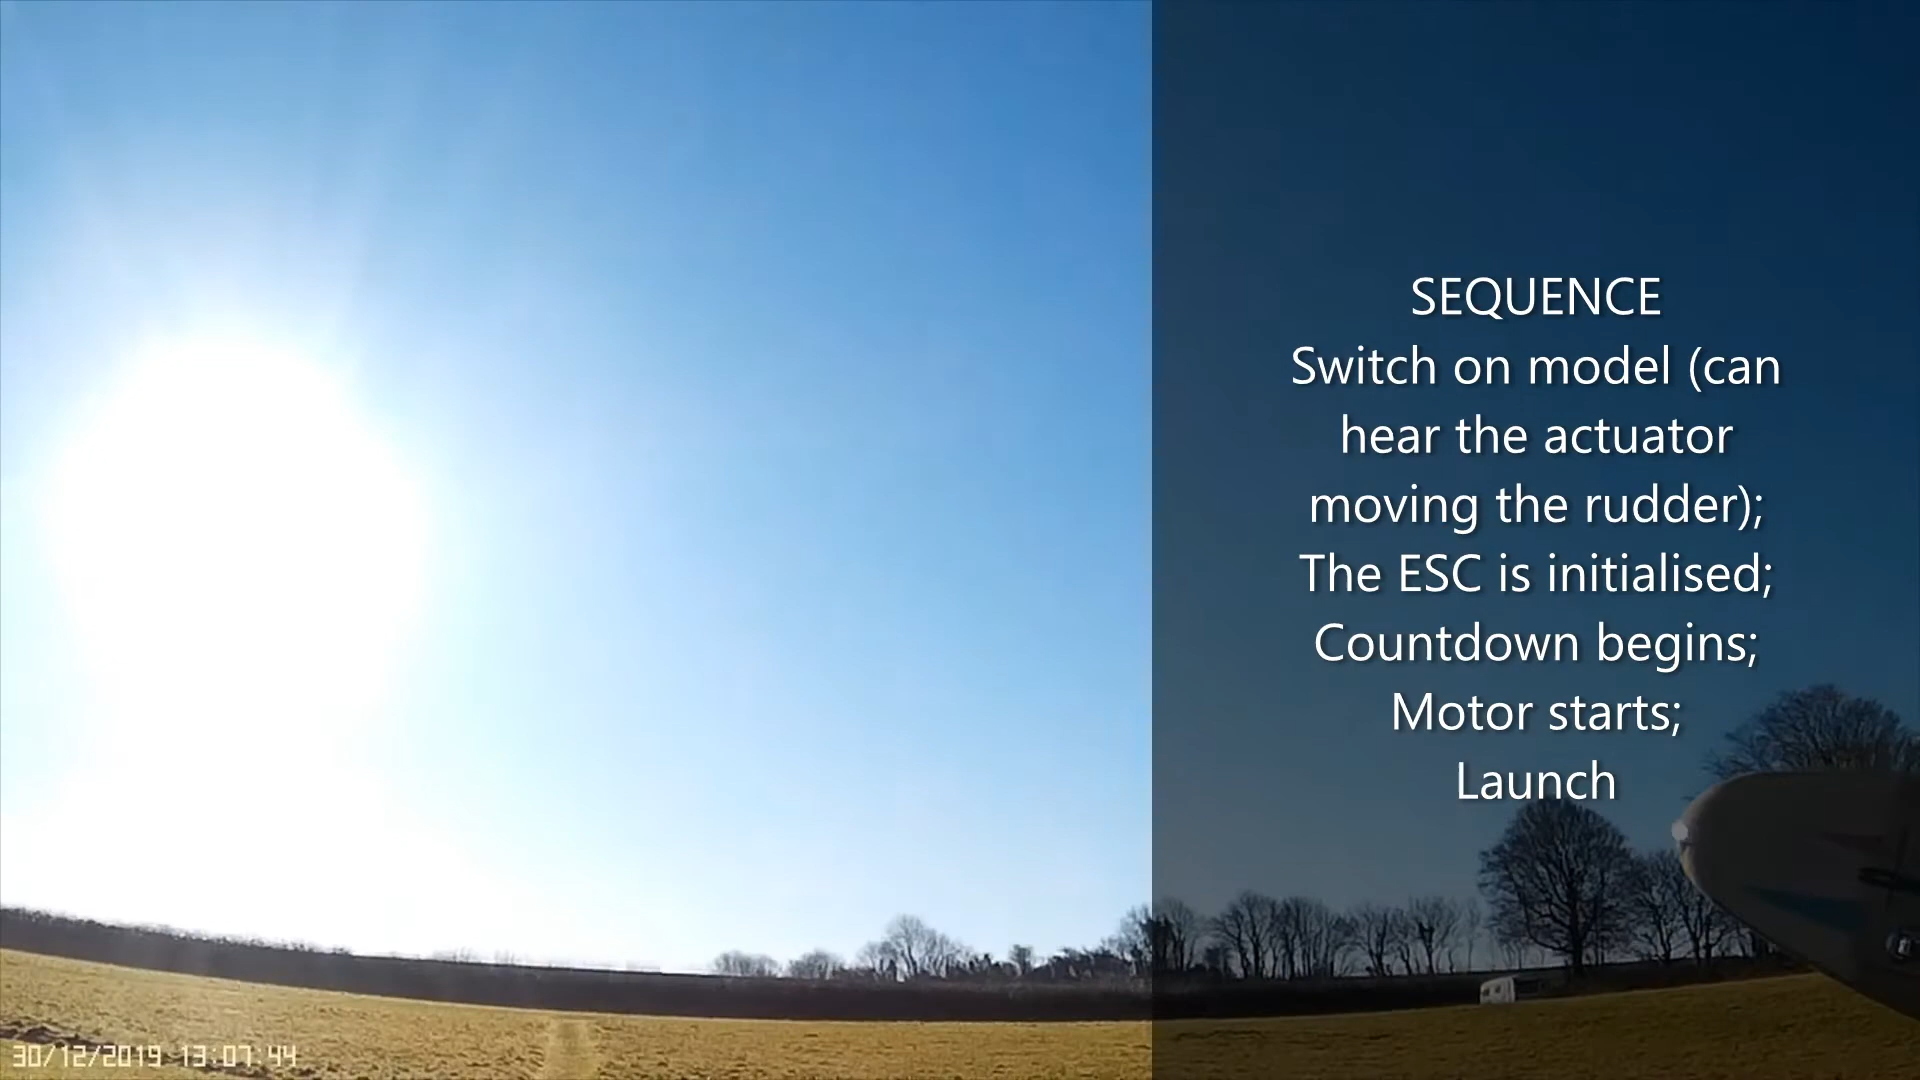 SEQUENCE
Switch on model (can
hear the actuator
moving the rudder);
The ESC is initialised;
Countdown begins;
Motor starts;
Launch
30/12/2019 13:07:44